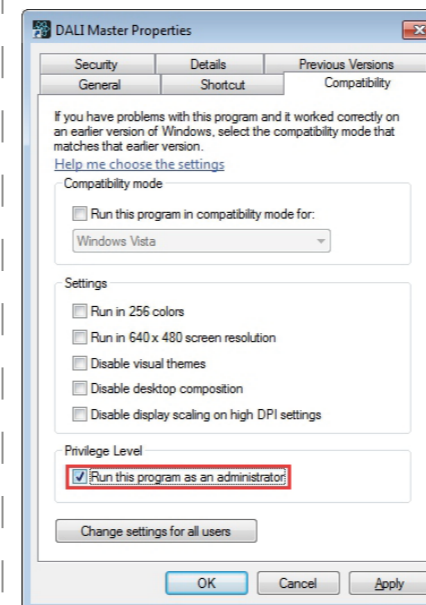 DALI Master Properties
Security Details Previous Versions
General Shortcut Compatibility
If you have problems with this program and it worked correctly on
an earlier version of Windows, select the compatibility mode that
matches that earlier version.
Help me choose the settings
Compatibility mode
Run this program in compatibility mode for:
Windows Vista
Settings
Run in 256 colors
Run in 640 x 480 screen resolution
Disable visual themes
Disable desktop composition
Disable display scaling on high DPI settings
Privilege Level
Run this program as an administrator
Change settings for all users
OK Cancel Apply